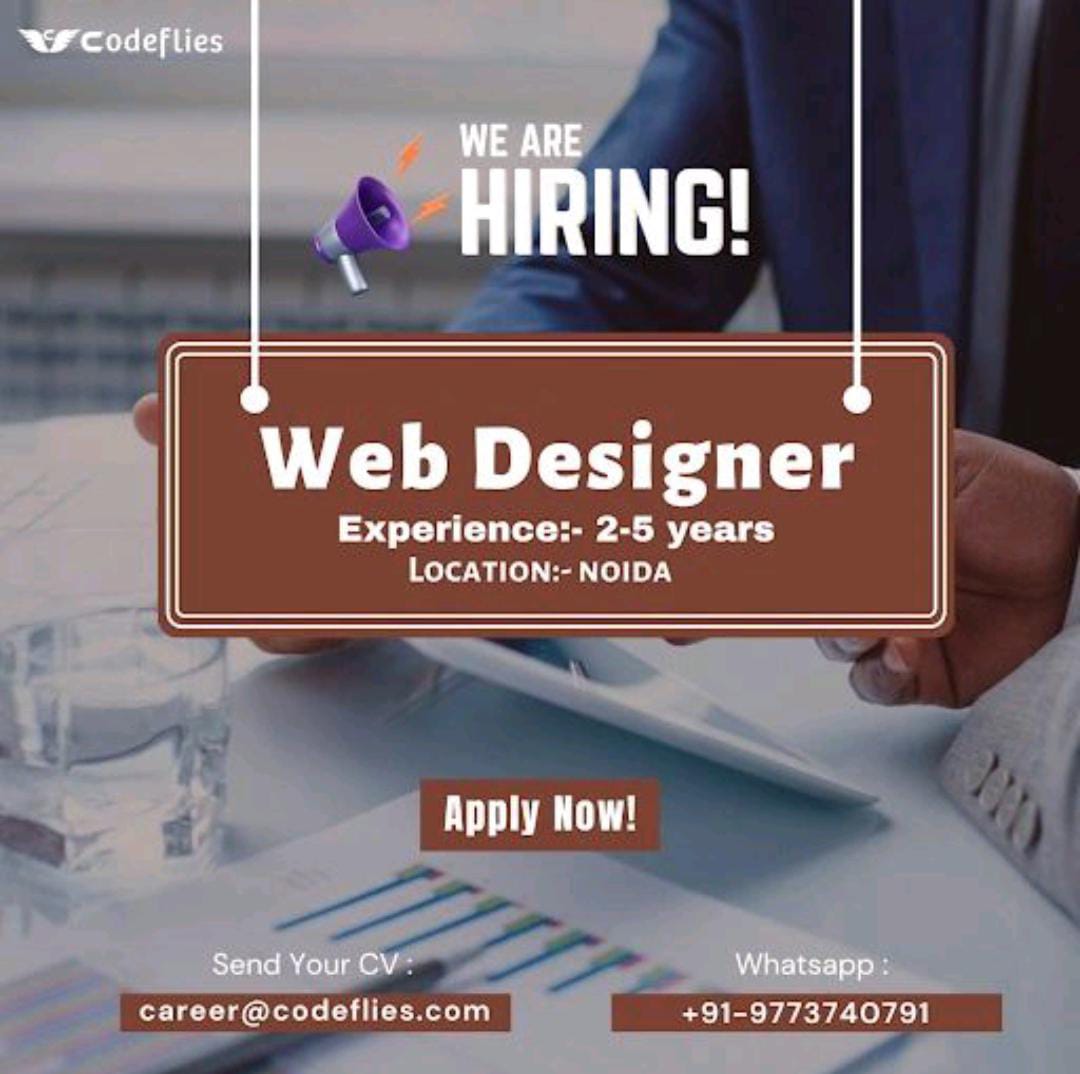 Codeflies
WE ARE
HIRING!
Web Designer
Experience:- 2-5 years
LOCATION:- NOIDA
Apply Now!
Send Your CV :
career@codeflies.com
Whatsapp :
+91-9773740791